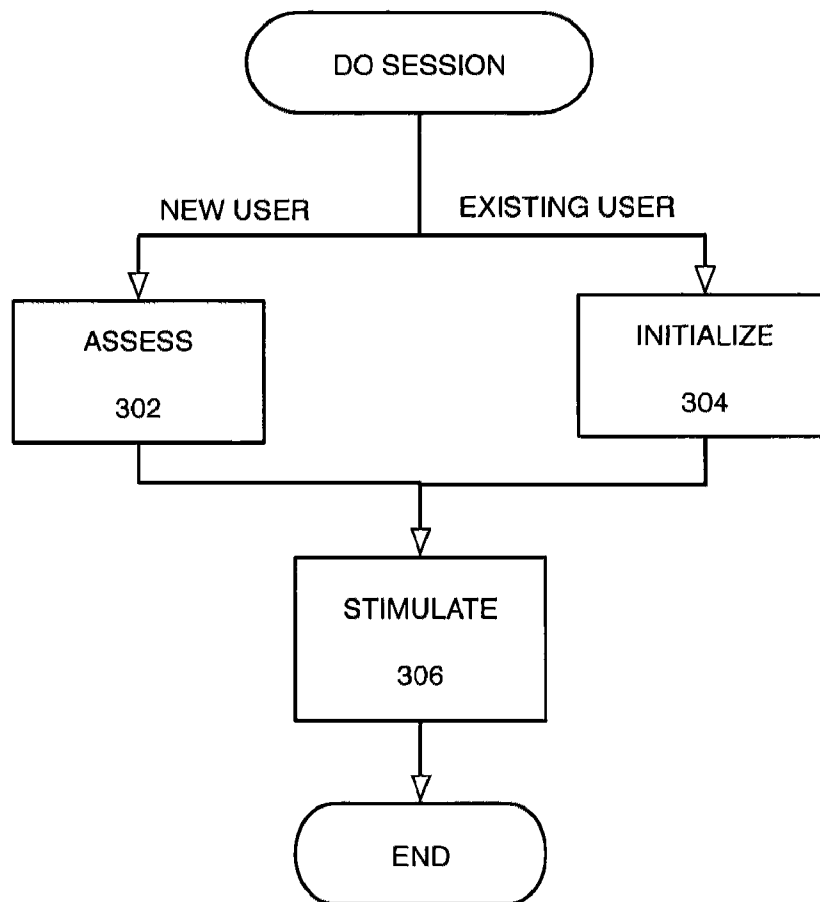 DO SESSION
NEW USER
EXISTING USER
ASSESS
302
INITIALIZE
304
STIMULATE
306
END